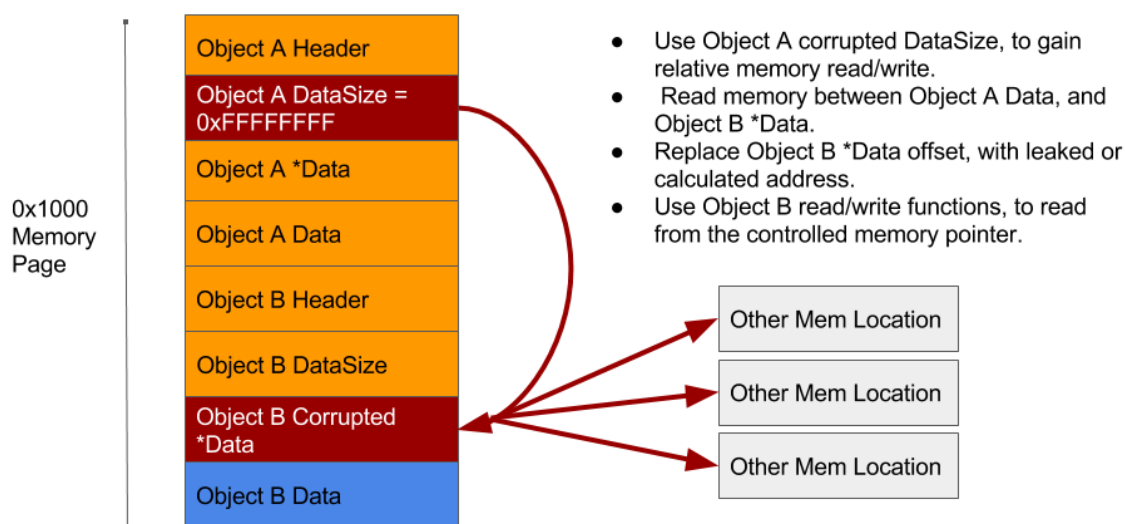 0x1000
Memory
Page
Object A Header
Object A DataSize =
0xFFFFFFFF
Object A *Data
Object A Data
Object B Header
Object B DataSize
Object B Corrupted
*Data
Object B Data
● Use Object A corrupted DataSize, to gain
relative memory read/write.
● Read memory between Object A Data, and
Object B *Data.
● Replace Object B *Data offset, with leaked or
calculated address.
● Use Object B read/write functions, to read
from the controlled memory pointer.
Other Mem Location
Other Mem Location
Other Mem Location